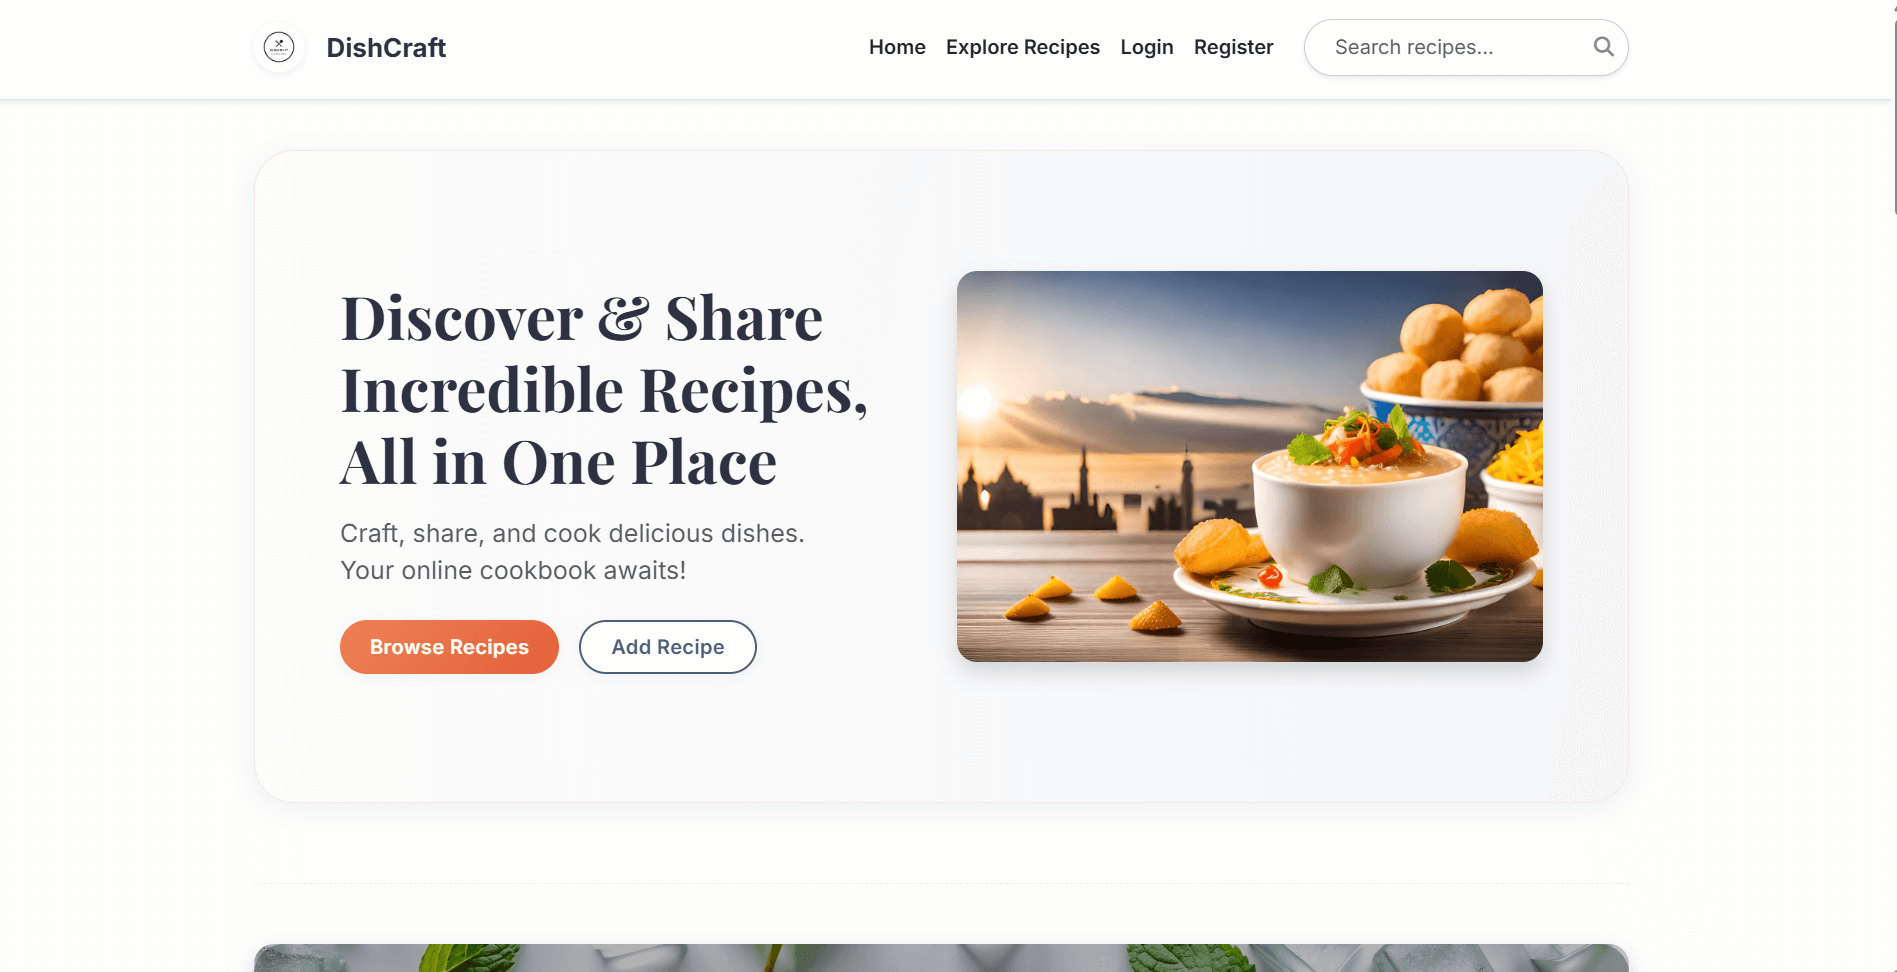 DishCraft
Home
Explore Recipes
Login
Register
Search recipes...
Discover & Share
Incredible Recipes,
All in One Place
Craft, share, and cook delicious dishes.
Your online cookbook awaits!
Browse Recipes
Add Recipe